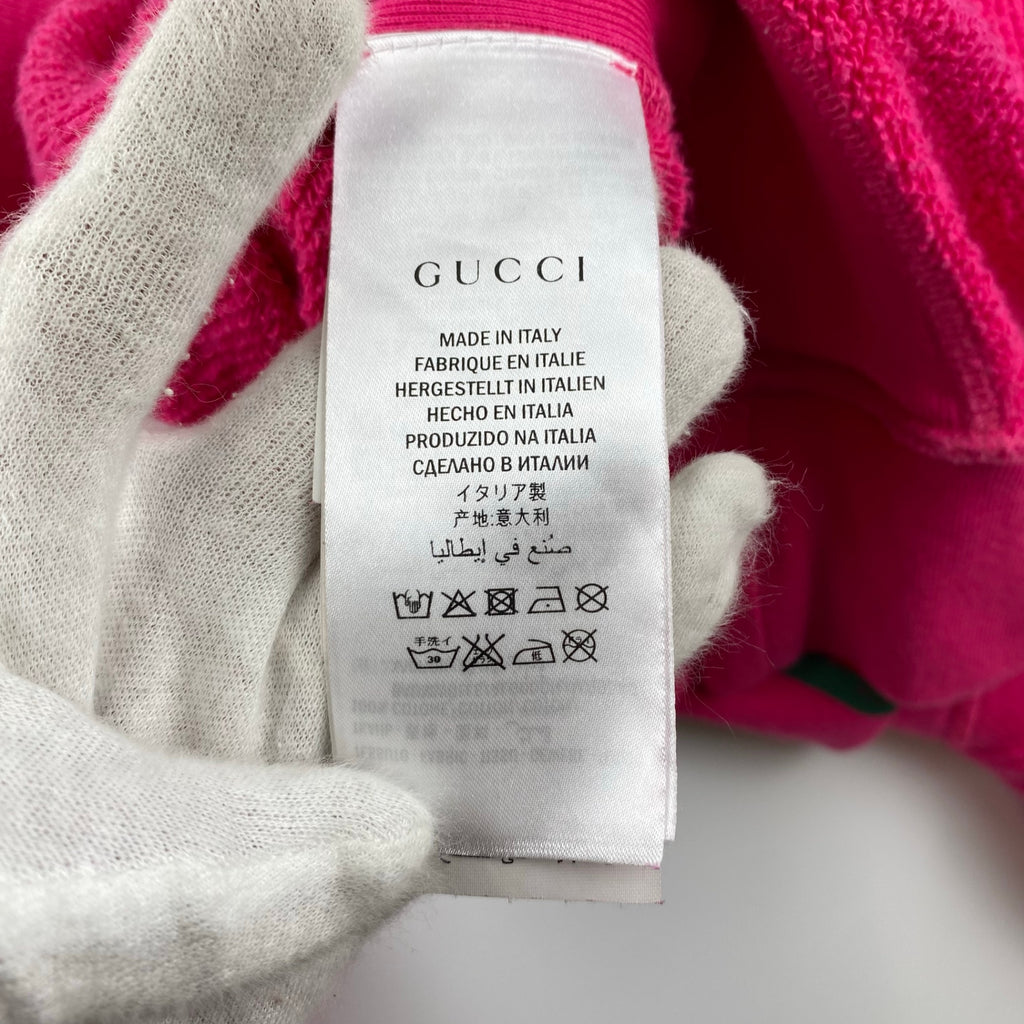 GUCCI
MADE IN ITALY
FABRIQUE EN ITALIE
HERGESTELLT IN ITALIEN
HECHO EN ITALIA
PRODUZIDO NA ITALIA
СДЕЛАНО В ИТАЛИИ
イタリア製
产地:意大利
صُنع في إيطاليا
手洗イ
30
低